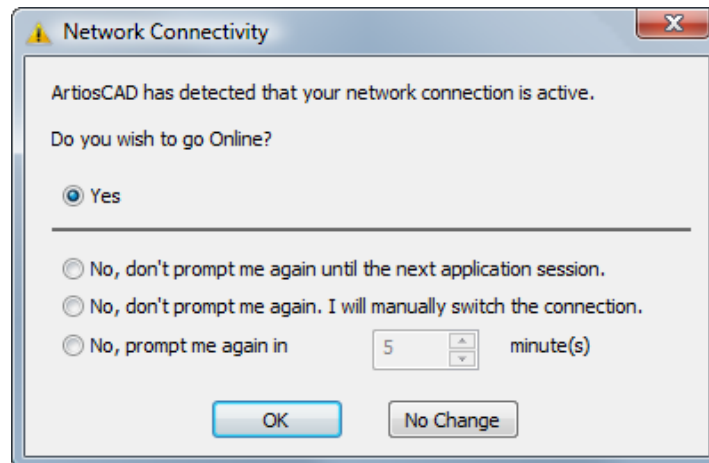 Network Connectivity
ArtiosCAD has detected that your network connection is active.
Do you wish to go Online?
Yes
No, don't prompt me again until the next application session.
No, don't prompt me again. I will manually switch the connection.
No, prompt me again in 5 minute(s)
OK No Change